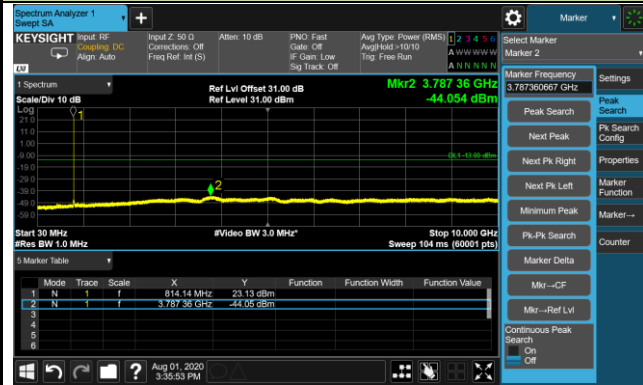 Spectrum Analyzer 1
Swept SA
+
Marker
KEYSIGHT
Input: RF
Coupling: DC
Align: Auto
Input Z: 50 Ω
Corrections: Off
Freq Ref: Int (S)
Atten: 10 dB
PNO: Fast
Gate: Off
IF Gain: Low
Sig Track: Off
Avg Type: Power (RMS)
Avg|Hold >10/10
Trig: Free Run
1 2 3 4 5 6
A W W W W W
A N N N N N
LXI
Select Marker
Marker 2
1 Spectrum
Scale/Div 10 dB
Ref Lvl Offset 31.00 dB
Ref Level 31.00 dBm
Mkr2 3.787 36 GHz
-44.054 dBm
Log
21.0
11.0
1.00
-9.00
-19.0
-29.0
-39.0
-49.0
-59.0
1
2
DL1 -13.00 dBm
Start 30 MHz
#Res BW 1.0 MHz
#Video BW 3.0 MHz*
Stop 10.000 GHz
Sweep 104 ms (60001 pts)
5 Marker Table
Mode Trace Scale X Y Function Function Width Function Value
1 N 1 f 814.14 MHz 23.13 dBm
2 N 1 f 3.787 36 GHz -44.05 dBm
3
4
5
6
Marker Frequency
3.787360667 GHz
Peak Search
Next Peak
Next Pk Right
Next Pk Left
Minimum Peak
Pk-Pk Search
Marker Delta
Mkr→CF
Mkr→Ref Lvl
Continuous Peak
Search
On
Off
Settings
Peak
Search
Pk Search
Config
Properties
Marker
Function
Marker→
Counter
?
Aug 01, 2020
3:35:53 PM